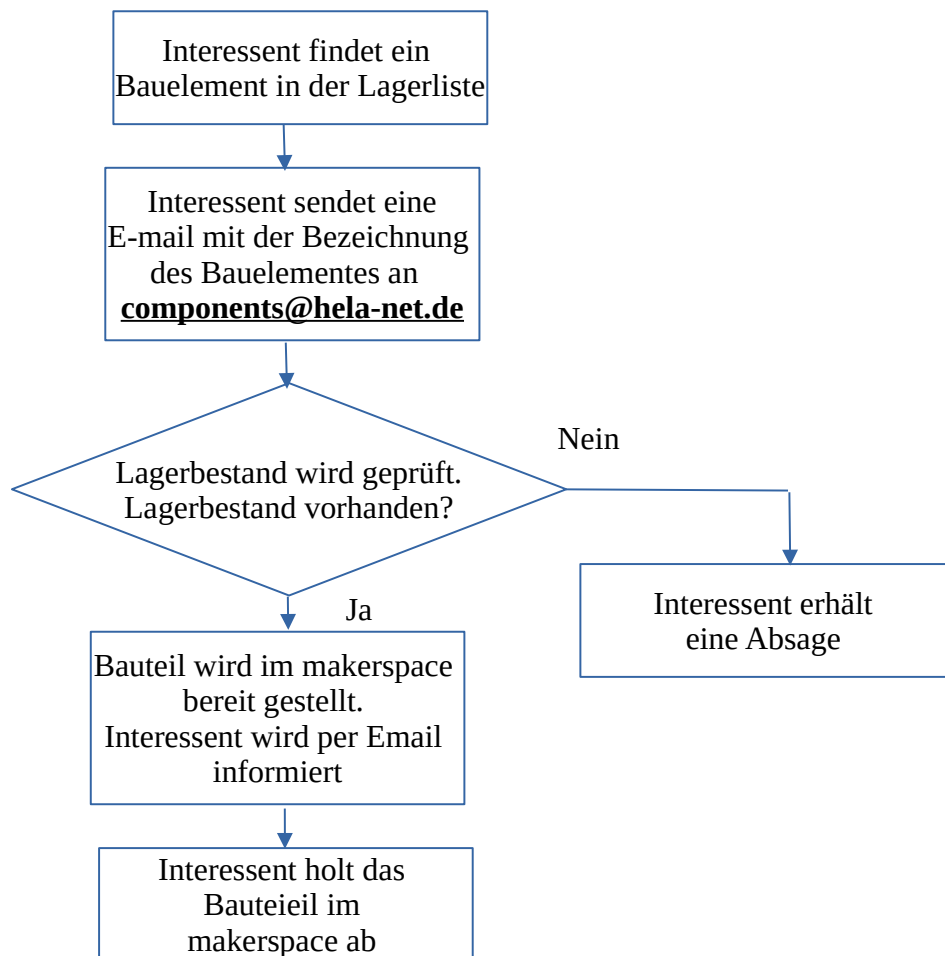 Interessent findet ein
Bauelement in der Lagerliste
Interessent sendet eine
E-mail mit der Bezeichnung
des Bauelementes an
components@hela-net.de
Nein
Lagerbestand wird geprüft.
Lagerbestand vorhanden?
Ja
Interessent erhält
eine Absage
Bauteil wird im makerspace
bereit gestellt.
Interessent wird per Email
informiert
Interessent holt das
Bauteieil im
makerspace ab